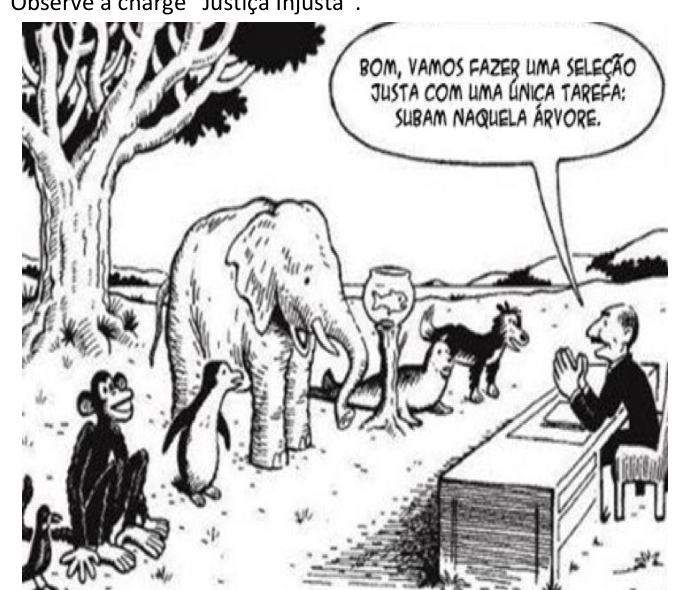 Observe a charge "Justiça Injusta".
BOM, VAMOS FAZER UMA SELEÇÃO
JUSTA COM UMA ÚNICA TAREFA:
SUBAM NAQUELA ÁRVORE.